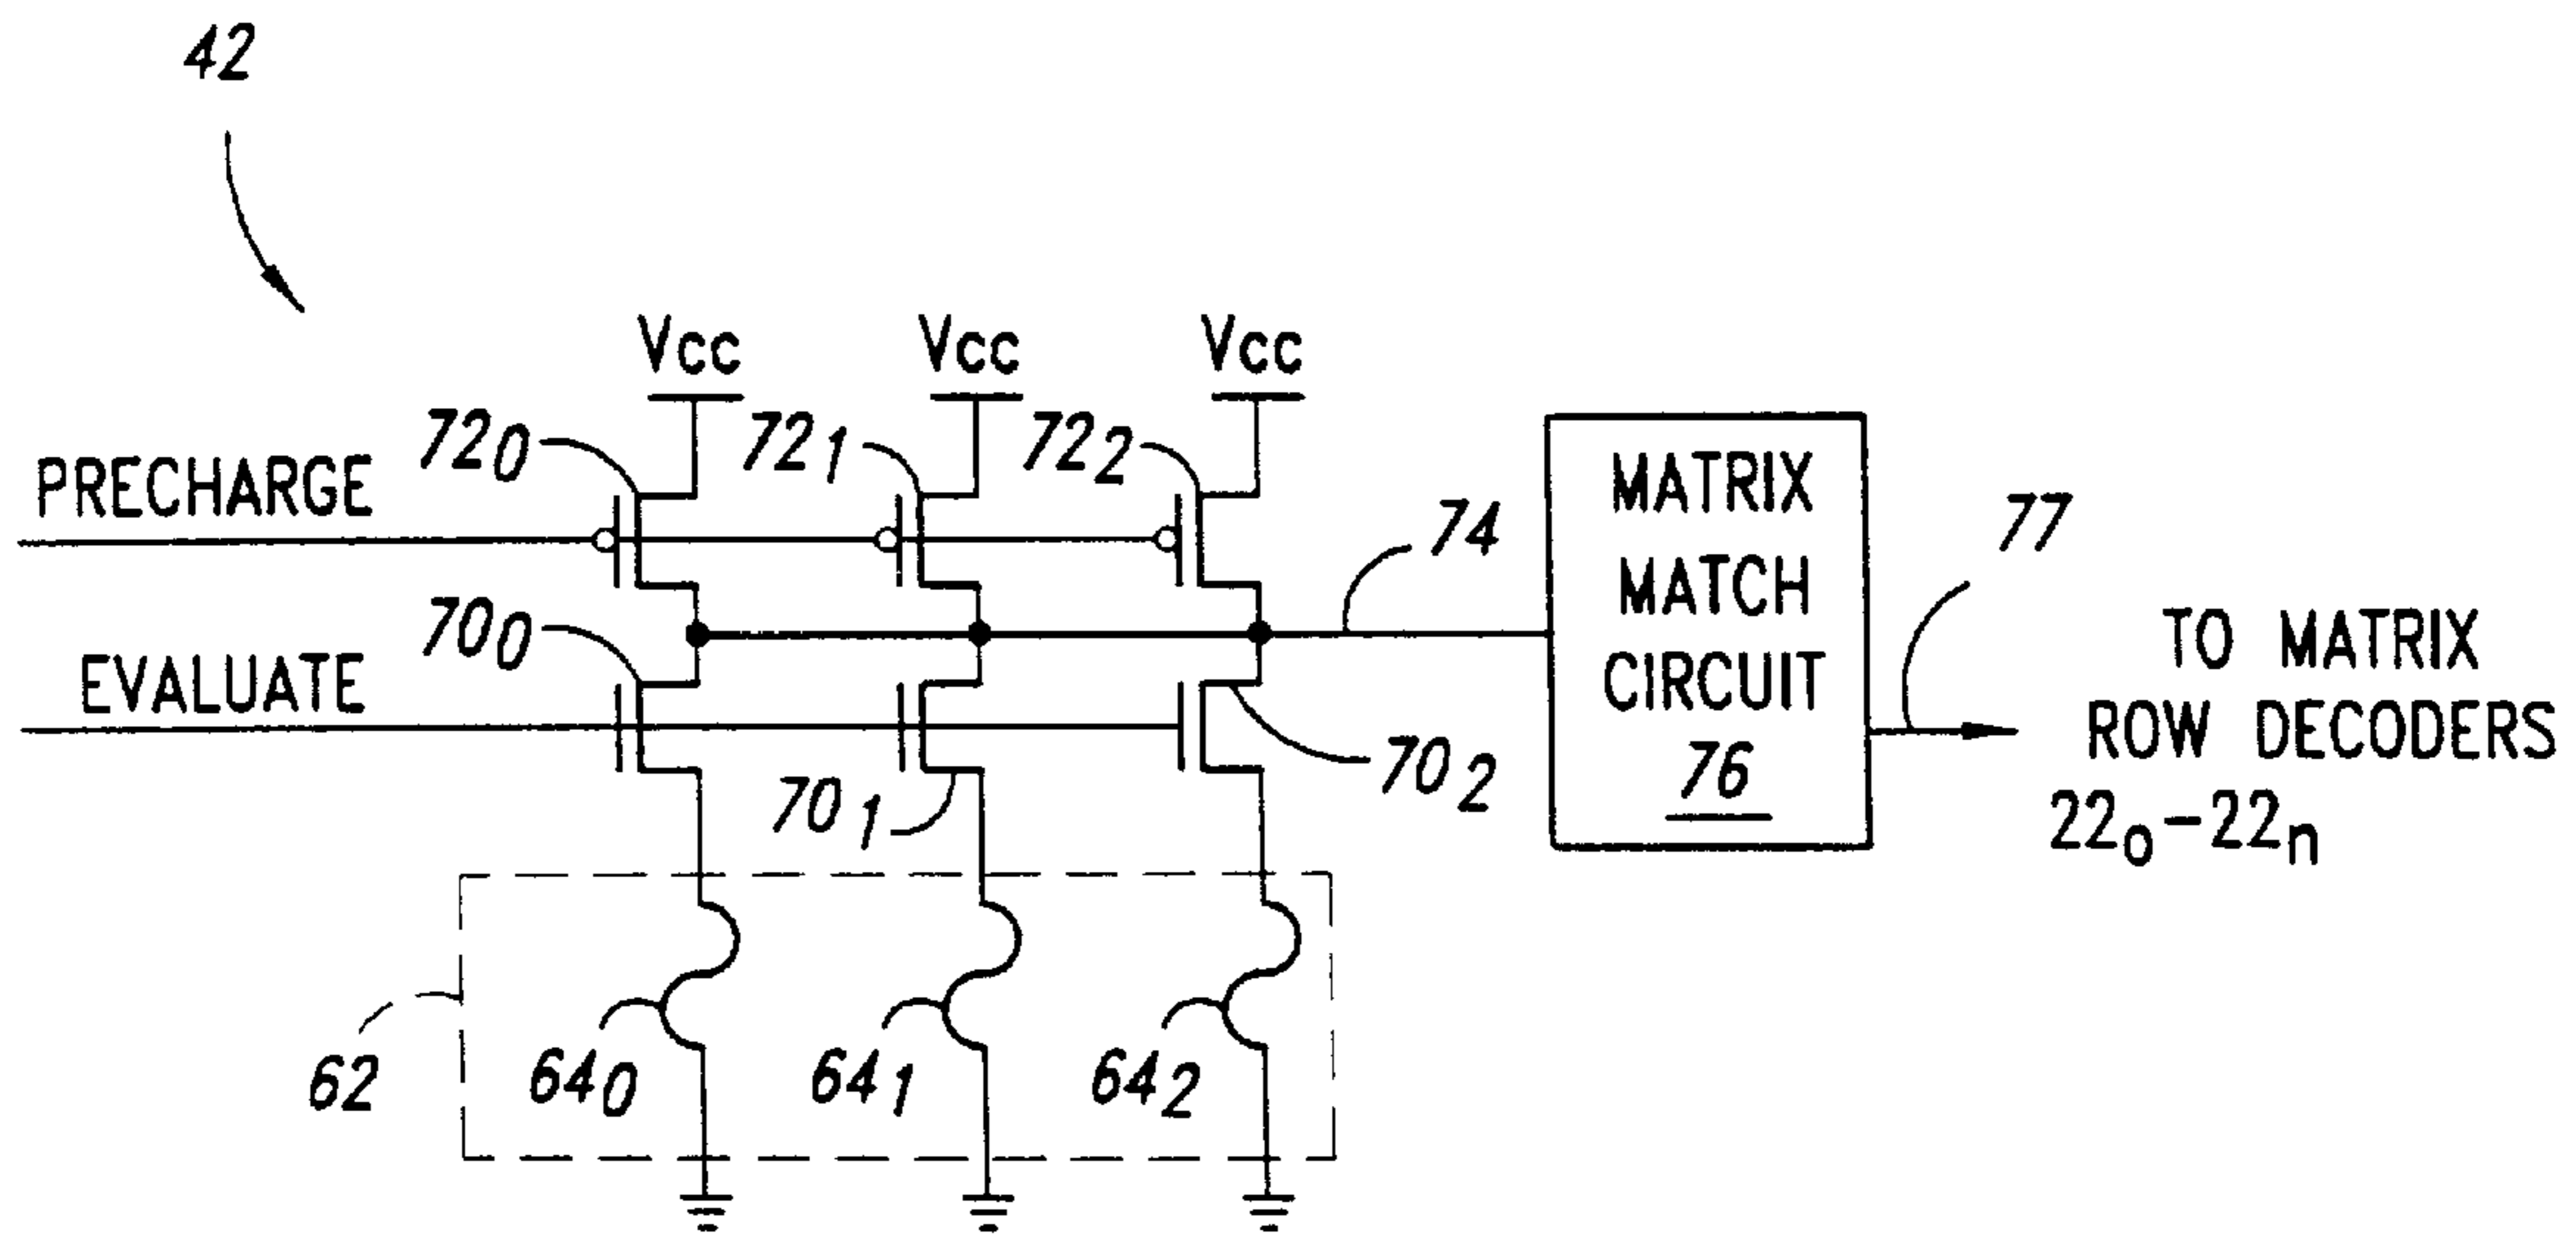 42
Vcc Vcc Vcc
72₀ 72₁ 72₂
PRECHARGE
70₀
EVALUATE
70₁
70₂
74
MATRIX
MATCH
CIRCUIT
76
77
TO MATRIX
ROW DECODERS
22₀-22ₙ
62
64₀ 64₁ 64₂